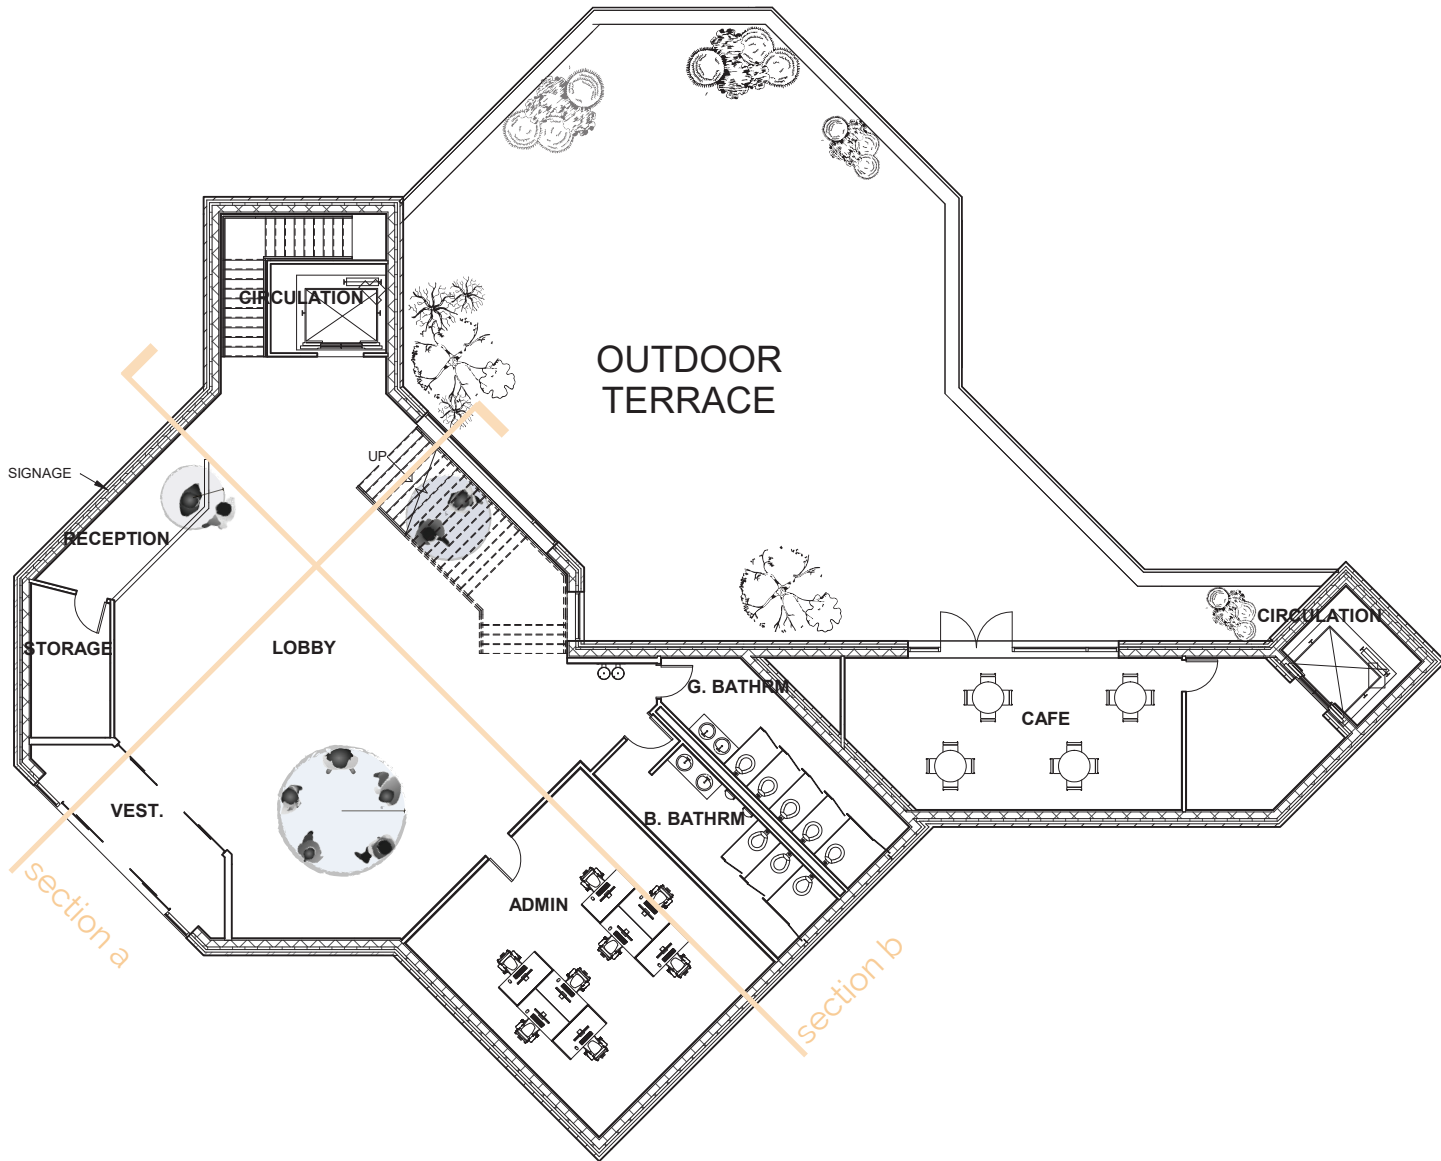 CIRCULATION
OUTDOOR
TERRACE
UP
SIGNAGE
RECEPTION
CIRCULATION
STORAGE
LOBBY
G. BATHRM
CAFE
VEST.
B. BATHRM
ADMIN
section a
section b